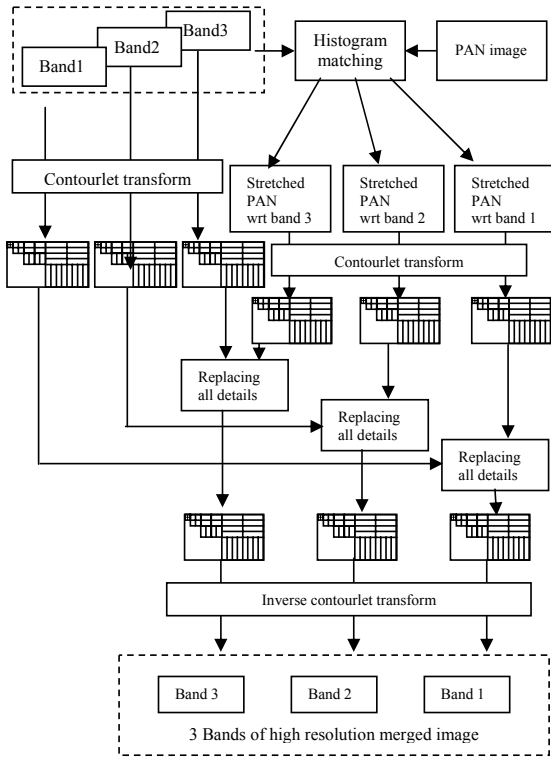 Band3
Band2
Band1
Histogram
matching
PAN image
Contourlet transform
Stretched
PAN
wrt band 3
Stretched
PAN
wrt band 2
Stretched
PAN
wrt band 1
Contourlet transform
Replacing
all details
Replacing
all details
Replacing
all details
Inverse contourlet transform
Band 3
Band 2
Band 1
3 Bands of high resolution merged image